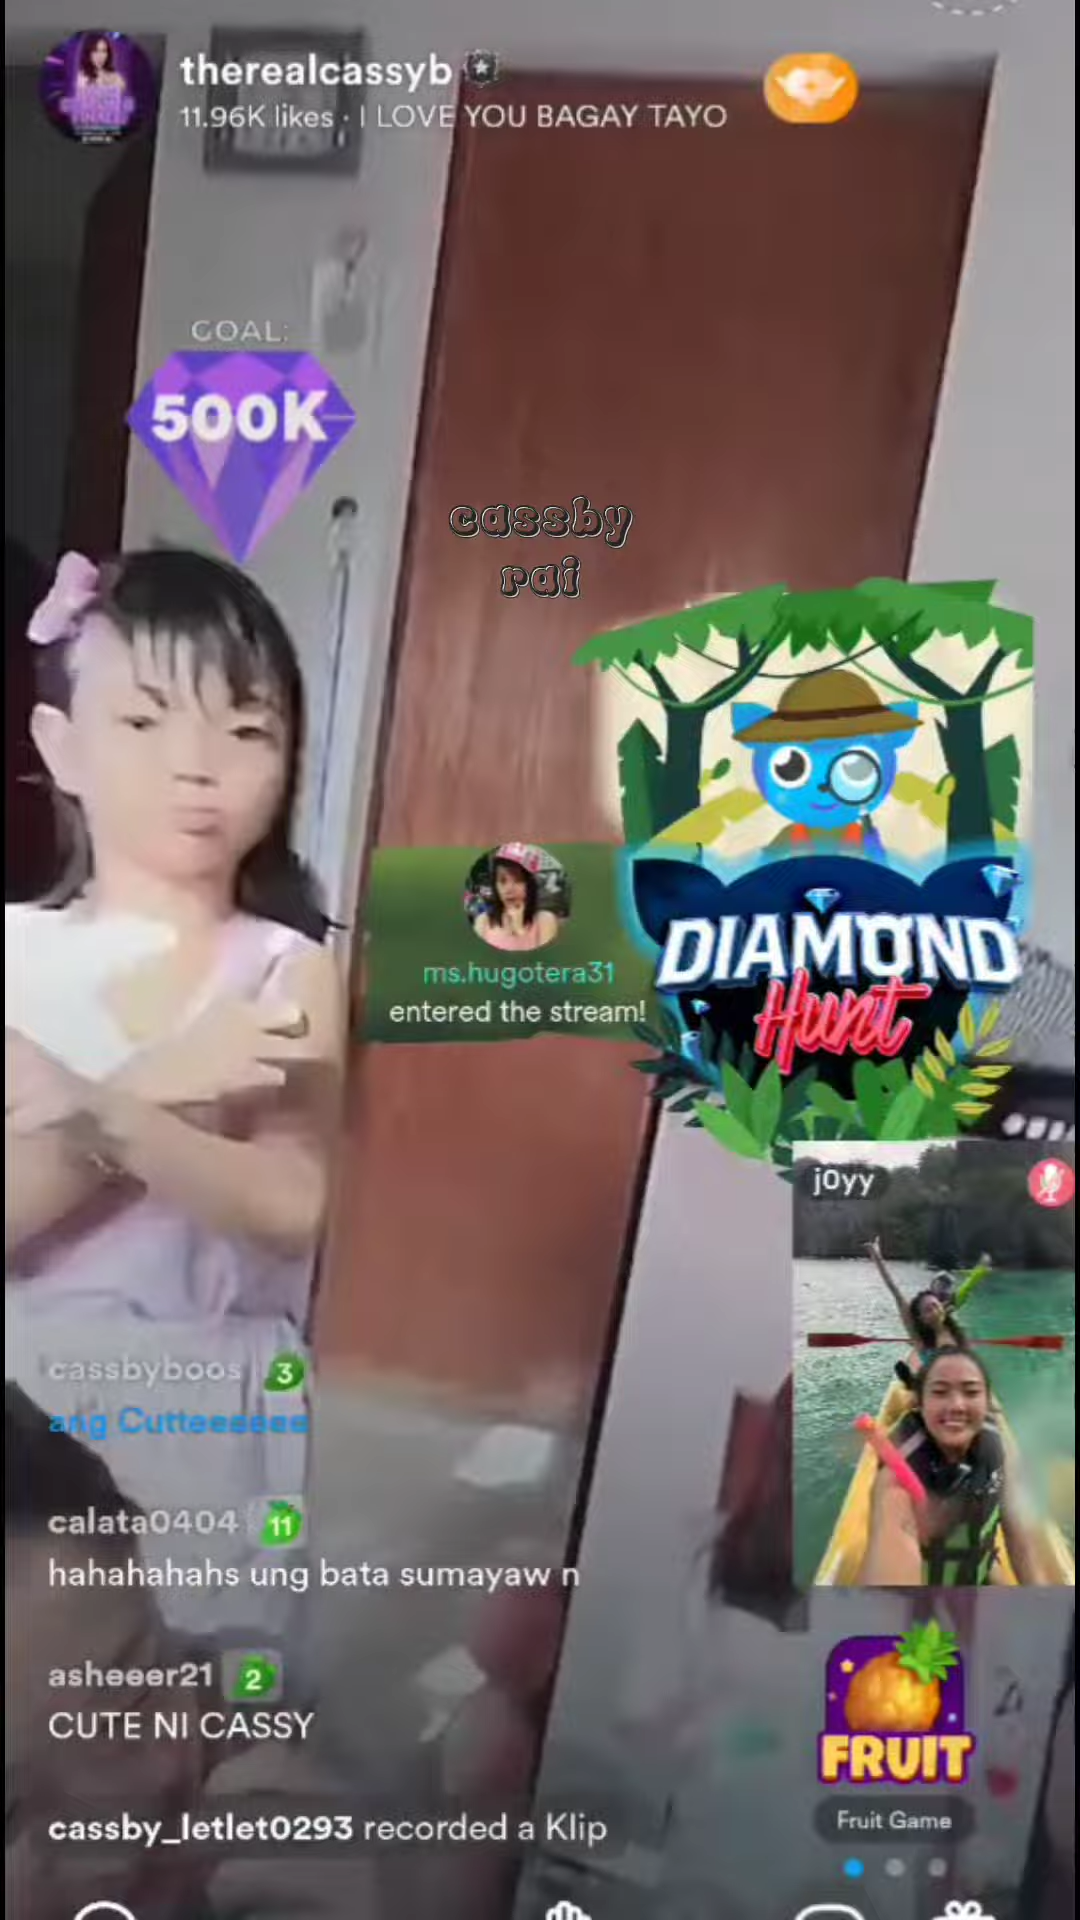 therealcassyb
11.96K likes · I LOVE YOU BAGAY TAYO
GOAL:
500K
cassby
rai
DIAMOND
Hunt
ms.hugotera31
entered the stream!
j0yy
cassbyboos 3
ang Cutteeeeee
calata0404 11
hahahahahs ung bata sumayaw n
asheeer21 2
CUTE NI CASSY
FRUIT
Fruit Game
cassby_letlet0293 recorded a Klip